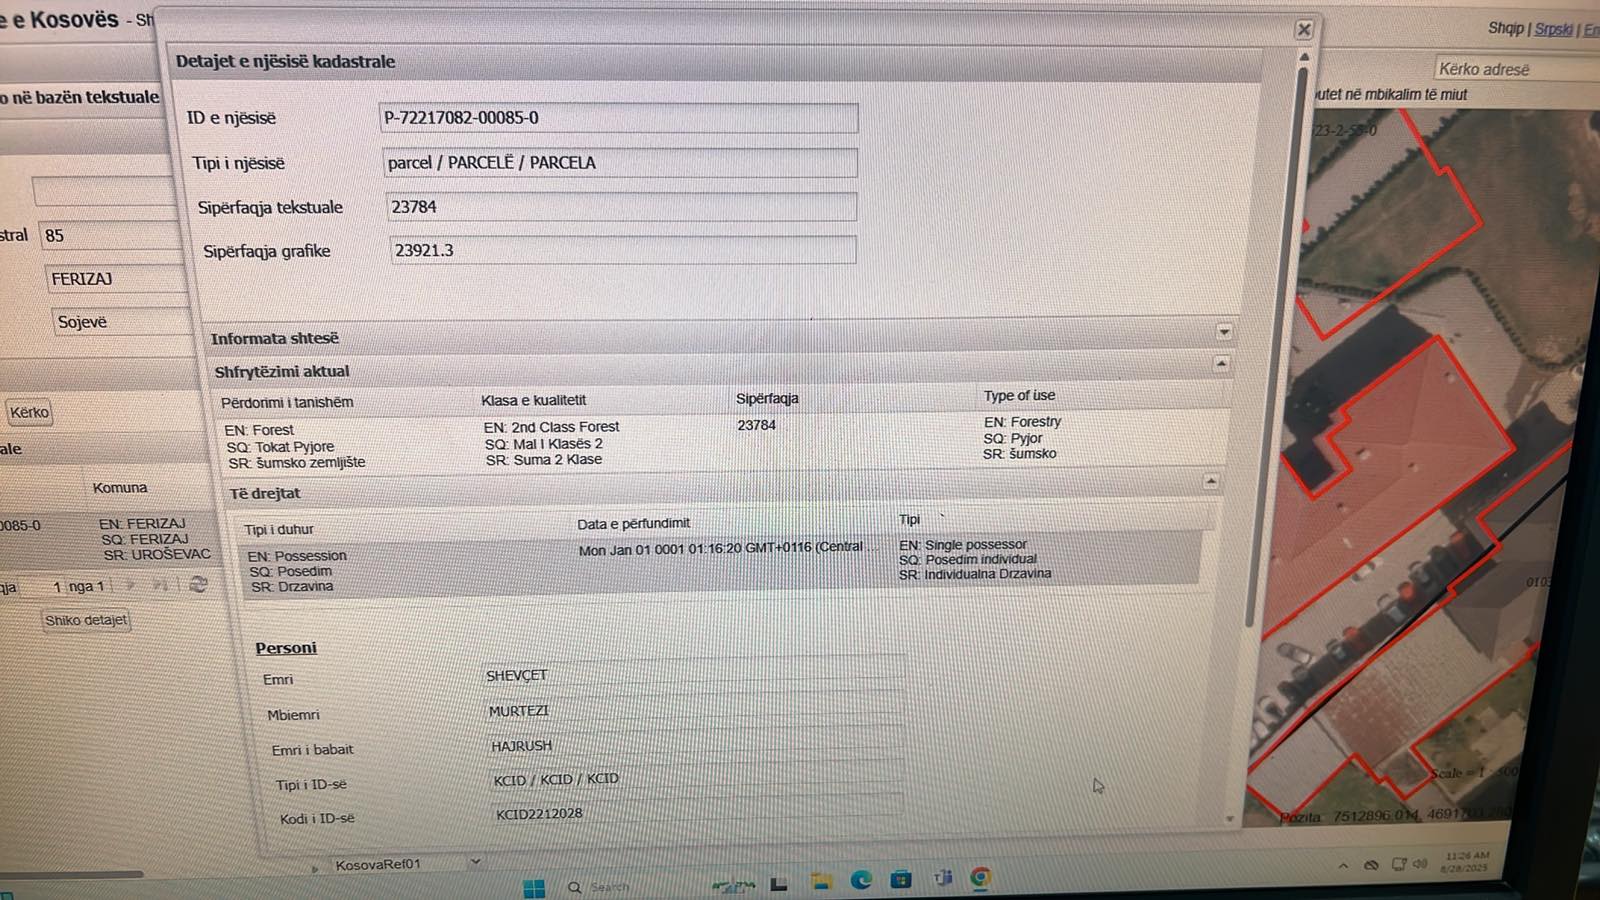 e e Kosovës - Sh
Shqip | Srpski | En
Detajet e njësisë kadastrale
Kërko adresë
o në bazën tekstuale
utet në mbikalim të miut
ID e njësisë P-72217082-00085-0
23-2-55-0
Tipi i njësisë parcel / PARCELË / PARCELA
Sipërfaqja tekstuale 23784
stral 85
Sipërfaqja grafike 23921.3
FERIZAJ
Sojevë
Informata shtesë
Shfrytëzimi aktual
Përdorimi i tanishëm Klasa e kualitetit Sipërfaqja Type of use
EN: Forest EN: 2nd Class Forest 23784 EN: Forestry
SQ: Tokat Pyjore SQ: Mal I Klasës 2 SQ: Pyjor
SR: šumsko zemljište SR: Suma 2 Klase SR: šumsko
Kërko
ale
Të drejtat
Komuna
Tipi i duhur Data e përfundimit Tipi
0085-0 EN: FERIZAJ
SQ: FERIZAJ
SR: UROŠEVAC
EN: Possession Mon Jan 01 0001 01:16:20 GMT+0116 (Central ... EN: Single possessor
SQ: Posedim SQ: Posedim individual
SR: Drzavina SR: Individualna Drzavina
qja 1 nga 1
Shiko detajet
0103
Personi
Emri SHEVÇET
Mbiemri MURTEZI
Emri i babait HAJRUSH
Tipi i ID-së KCID / KCID / KCID
Kodi i ID-së KCID2212028
Scale = 1 : 500
Pozita: 7512896.014, 4691703
KosovaRef01
Search
11:26 AM
8/28/2025